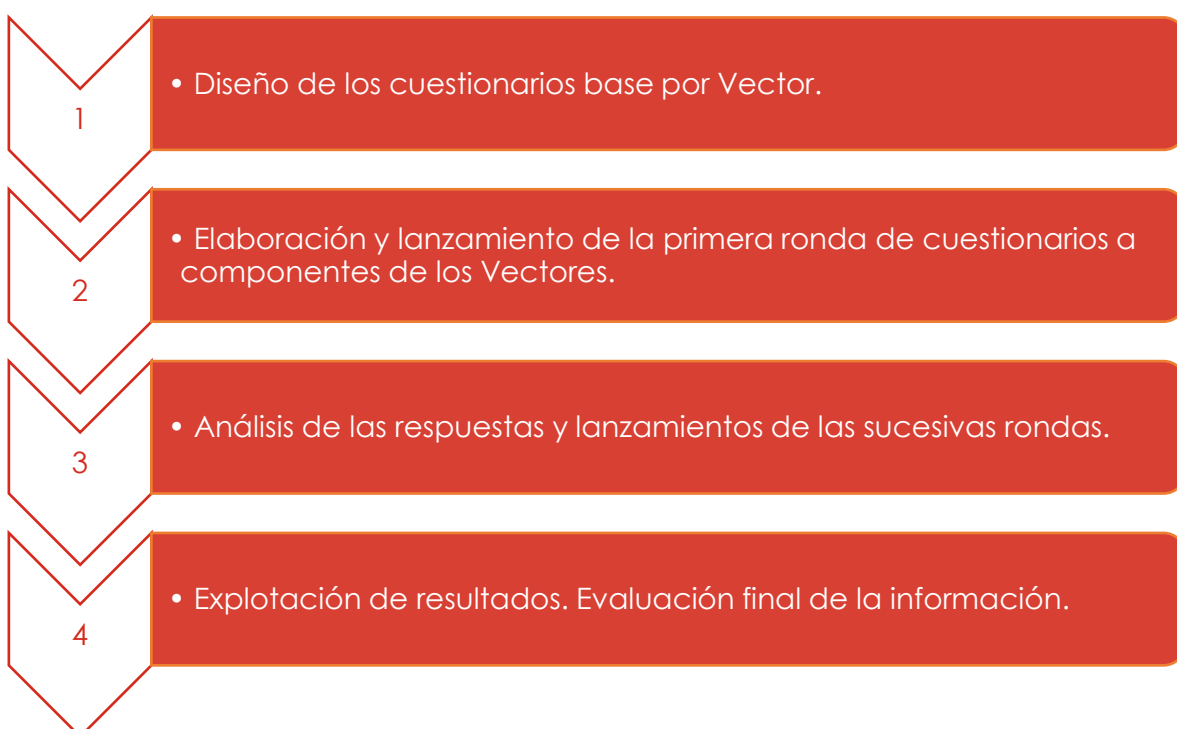 1
• Diseño de los cuestionarios base por Vector.
2
• Elaboración y lanzamiento de la primera ronda de cuestionarios a
componentes de los Vectores.
3
• Análisis de las respuestas y lanzamientos de las sucesivas rondas.
4
• Explotación de resultados. Evaluación final de la información.